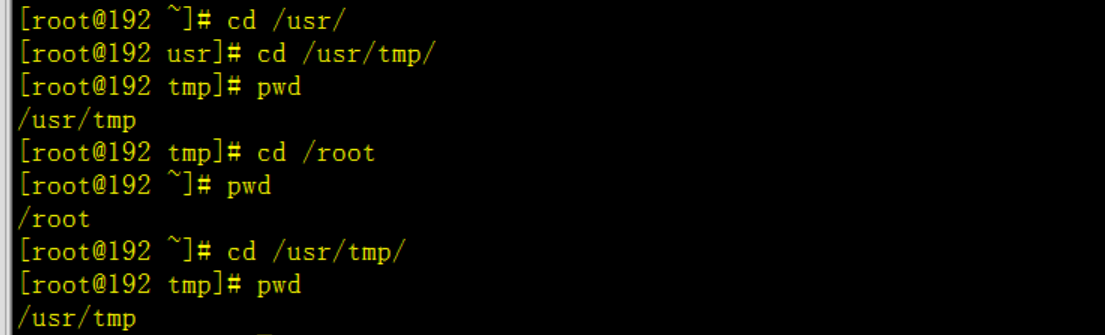 [root@192 ~]# cd /usr/
[root@192 usr]# cd /usr/tmp/
[root@192 tmp]# pwd
/usr/tmp
[root@192 tmp]# cd /root
[root@192 ~]# pwd
/root
[root@192 ~]# cd /usr/tmp/
[root@192 tmp]# pwd
/usr/tmp